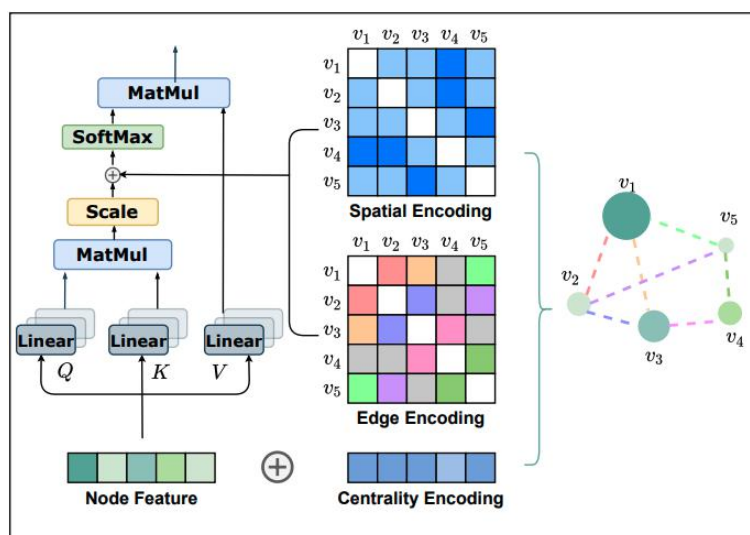 MatMul
SoftMax
+
Scale
MatMul
Linear Linear Linear
Q K V
Node Feature
+
v1 v2 v3 v4 v5
v1
v2
v3
v4
v5
Spatial Encoding
v1 v2 v3 v4 v5
v1
v2
v3
v4
v5
Edge Encoding
Centrality Encoding
v1
v5
v2
v3
v4